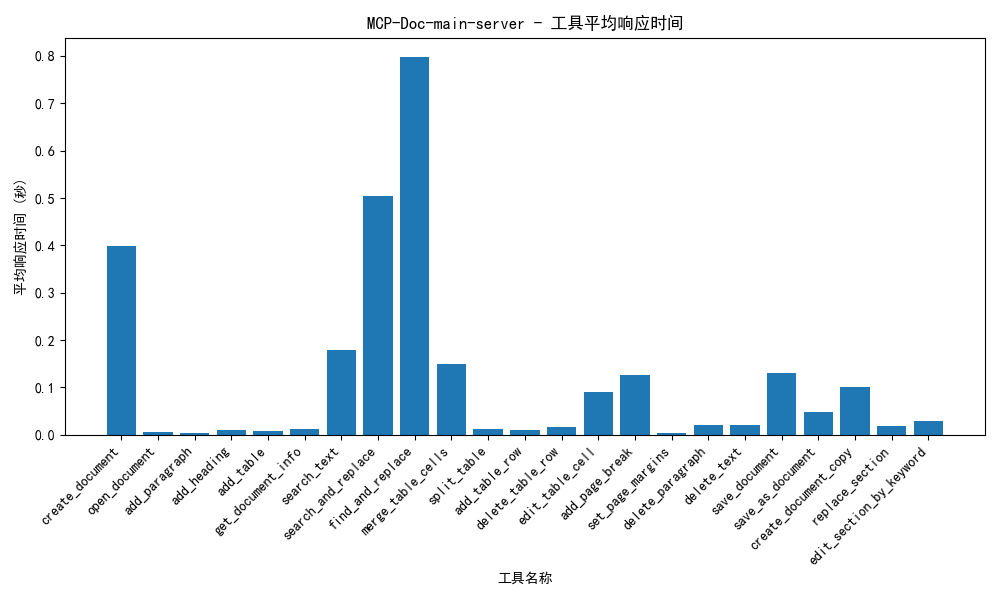 MCP-Doc-main-server - 工具平均响应时间
平均响应时间 (秒)
0.8
0.7
0.6
0.5
0.4
0.3
0.2
0.1
0.0
create_document
open_document
add_paragraph
add_heading
add_table
get_document_info
search_text
search_and_replace
find_and_replace
merge_table_cells
split_table
add_table_row
delete_table_row
edit_table_cell
add_page_break
set_page_margins
delete_paragraph
delete_text
save_document
save_as_document
create_document_copy
replace_section
edit_section_by_keyword
工具名称